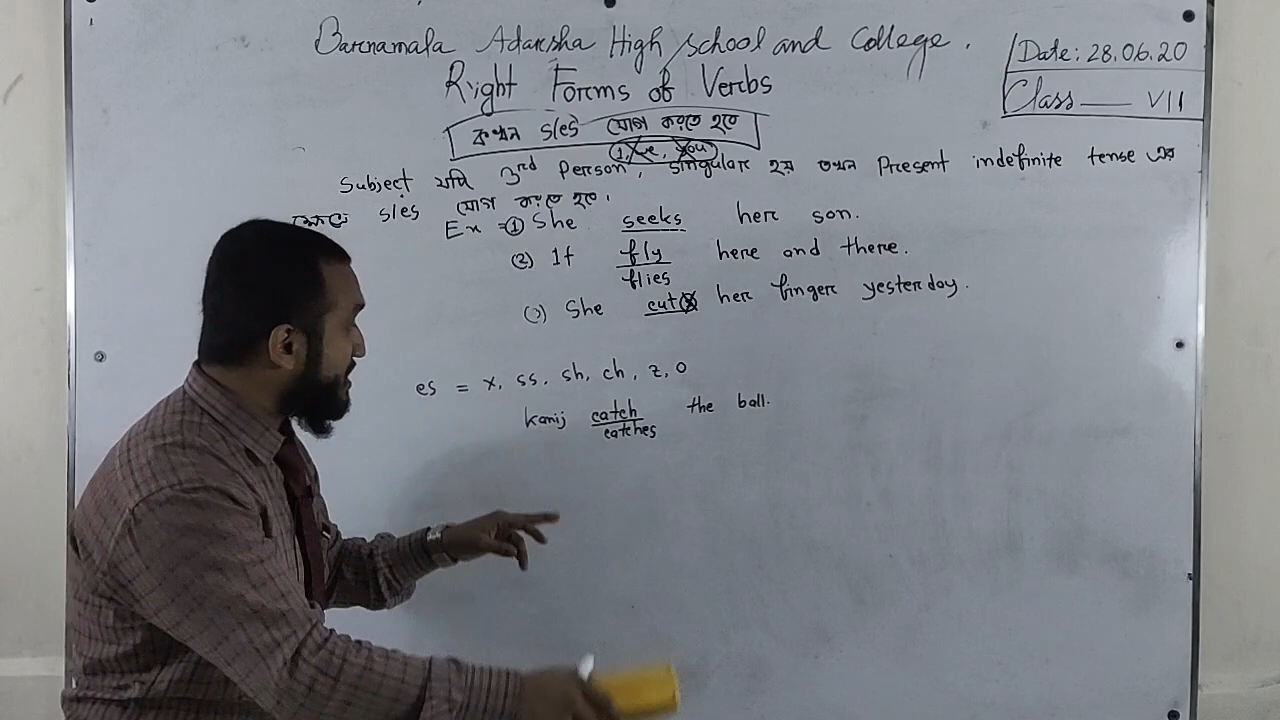 Barnamala Adarsha High School and College.
Date: 28.06.20
Right Forms of Verbs
Class — VII
কখন s/es যোগ করতে হবে
I, we, you
Subject যদি 3rd Person, singular হয় তখন Present indefinite tense এর
ক্ষেত্রে s/es যোগ করতে হবে।
Ex = ① She seeks her son.
(2) It fly here and there.
flies
She cut her finger yesterday.
es = x, ss, sh, ch, z, o
Kanij catch the ball.
catches